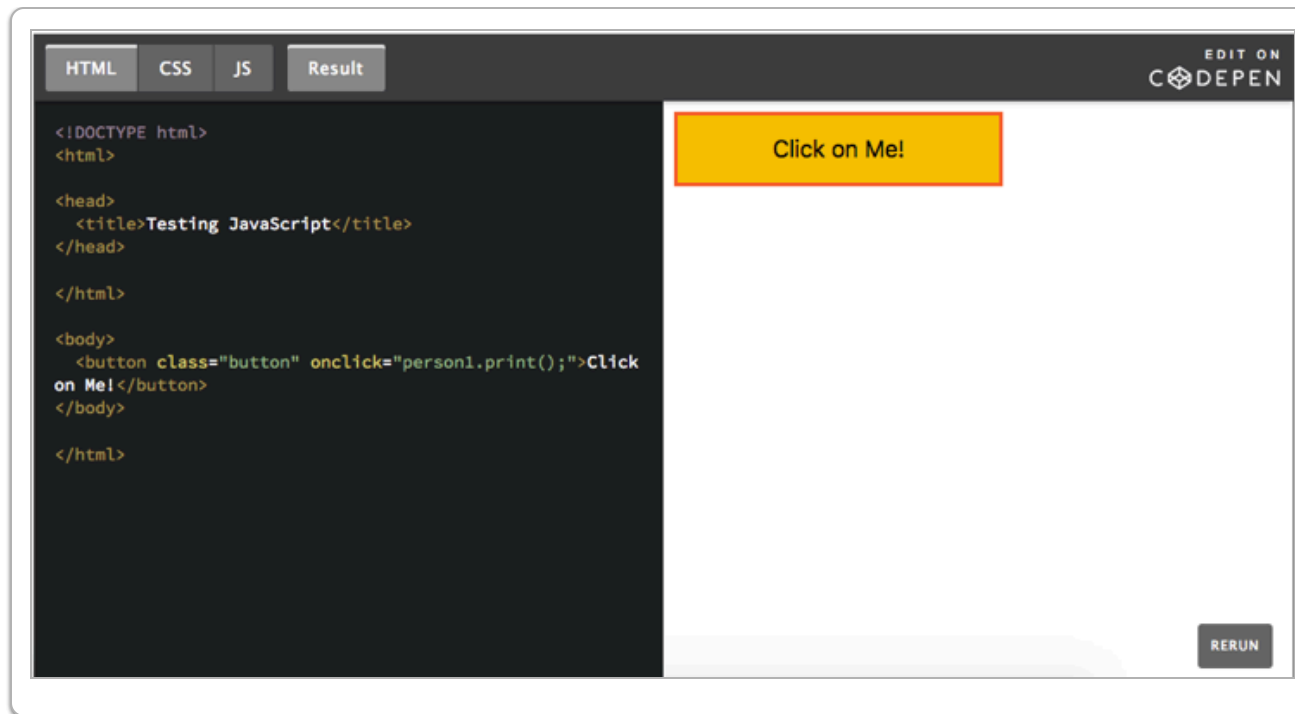 HTML CSS JS Result
EDIT ON
CODEPEN
<!DOCTYPE html>
<html>
<head>
<title>Testing JavaScript</title>
</head>
</html>
<body>
<button class="button" onclick="person1.print();">Click
on Me!</button>
</body>
</html>
Click on Me!
RERUN